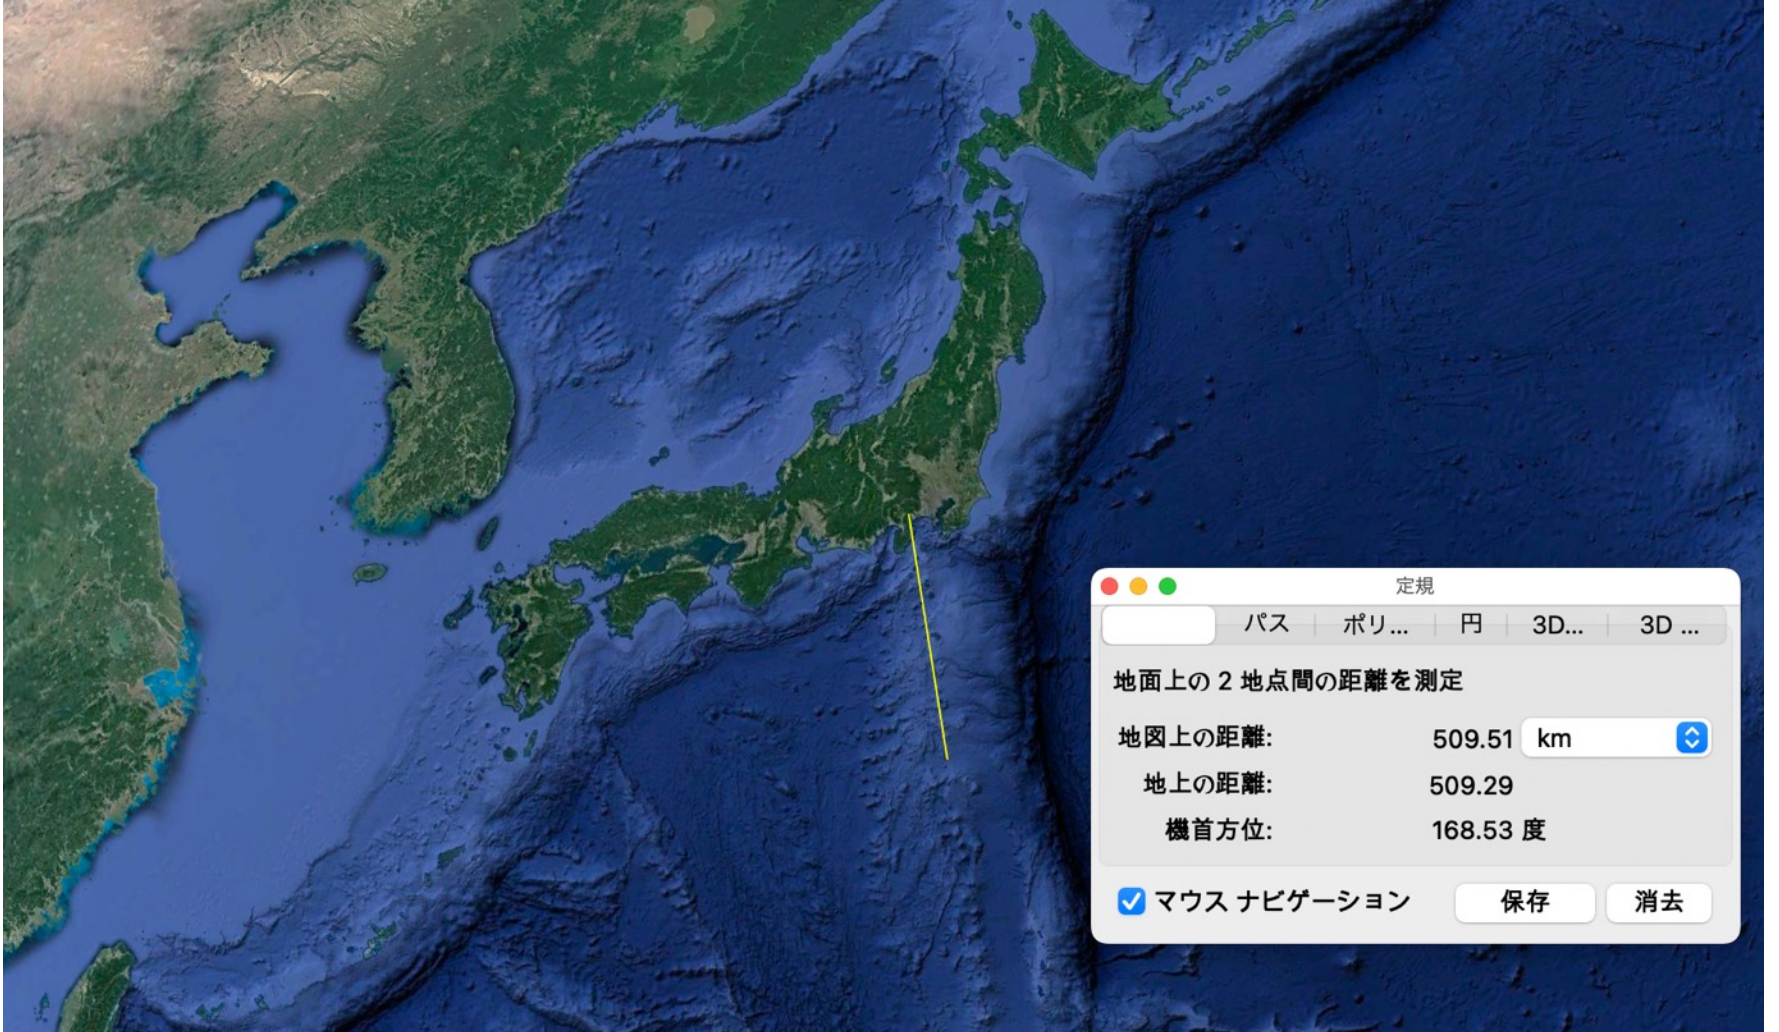 定規
パス ポリ... 円 3D... 3D ...
地面上の 2 地点間の距離を測定
地図上の距離: 509.51 km
地上の距離: 509.29
機首方位: 168.53 度
マウス ナビゲーション 保存 消去